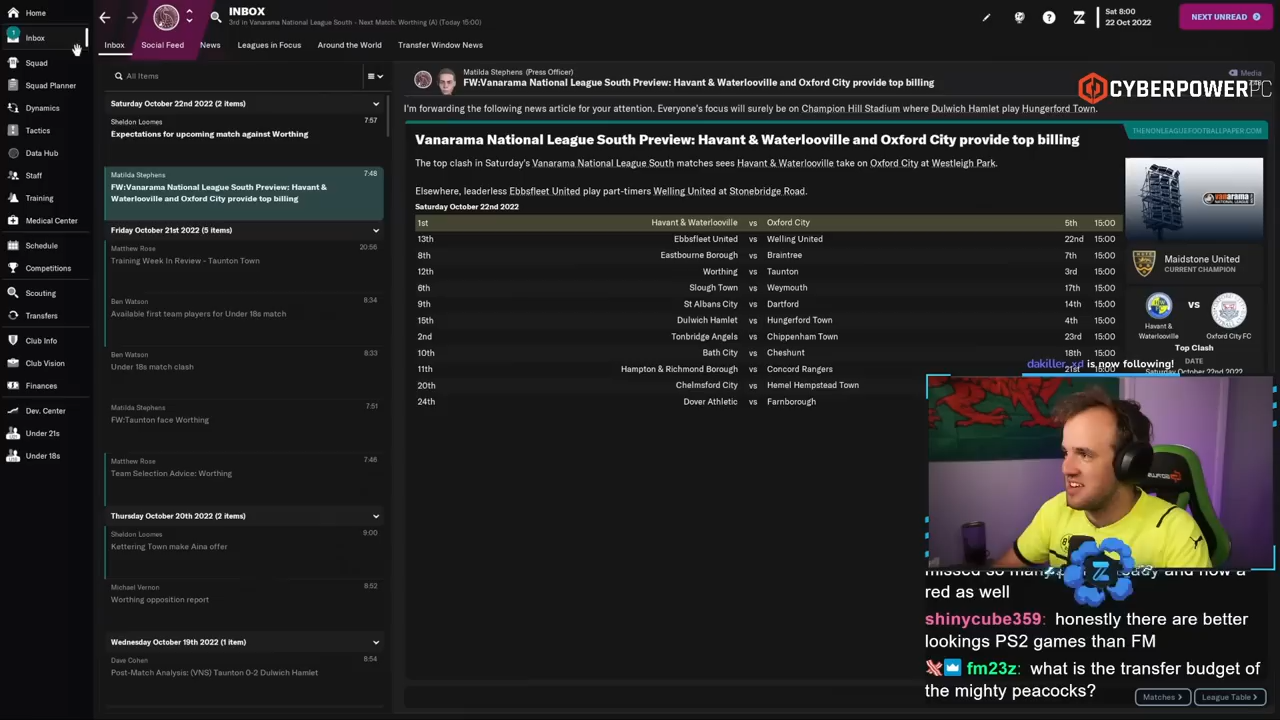 Home
Inbox
Squad
Squad Planner
Dynamics
Tactics
Data Hub
Staff
Training
Medical Center
Schedule
Competitions
Scouting
Transfers
Club Info
Club Vision
Finances
Dev. Center
Under 21s
Under 18s
INBOX
3rd in Vanarama National League South - Next Match: Worthing (A) (Today 15:00)
Sat 8:00
22 Oct 2022
NEXT UNREAD
Inbox Social Feed News Leagues in Focus Around the World Transfer Window News
All Items
Saturday October 22nd 2022 (2 items)
Sheldon Loomes 7:57
Expectations for upcoming match against Worthing
Matilda Stephens 7:48
FW:Vanarama National League South Preview: Havant &
Waterlooville and Oxford City provide top billing
Friday October 21st 2022 (5 items)
Matthew Rose 20:56
Training Week In Review - Taunton Town
Ben Watson 8:34
Available first team players for Under 18s match
Ben Watson 8:33
Under 18s match clash
Matilda Stephens 7:51
FW:Taunton face Worthing
Matthew Rose 7:46
Team Selection Advice: Worthing
Thursday October 20th 2022 (2 items)
Sheldon Loomes 9:00
Kettering Town make Aina offer
Michael Vernon 8:52
Worthing opposition report
Wednesday October 19th 2022 (1 item)
Dave Cohen 8:54
Post-Match Analysis: (VNS) Taunton 0-2 Dulwich Hamlet
Matilda Stephens (Press Officer)
FW:Vanarama National League South Preview: Havant & Waterlooville and Oxford City provide top billing
Media
CYBERPOWERPC
I'm forwarding the following news article for your attention. Everyone's focus will surely be on Champion Hill Stadium where Dulwich Hamlet play Hungerford Town.
THENONLEAGUEFOOTBALLPAPER.COM
Vanarama National League South Preview: Havant & Waterlooville and Oxford City provide top billing
The top clash in Saturday's Vanarama National League South matches sees Havant & Waterlooville take on Oxford City at Westleigh Park.
Elsewhere, leaderless Ebbsfleet United play part-timers Welling United at Stonebridge Road.
Saturday October 22nd 2022
1st Havant & Waterlooville vs Oxford City 5th 15:00
13th Ebbsfleet United vs Welling United 22nd 15:00
8th Eastbourne Borough vs Braintree 7th 15:00
12th Worthing vs Taunton 3rd 15:00
6th Slough Town vs Weymouth 17th 15:00
9th St Albans City vs Dartford 14th 15:00
15th Dulwich Hamlet vs Hungerford Town 4th 15:00
2nd Tonbridge Angels vs Chippenham Town 23rd 15:00
10th Bath City vs Cheshunt 18th 15:00
11th Hampton & Richmond Borough vs Concord Rangers 21st 15:00
20th Chelmsford City vs Hemel Hempstead Town
24th Dover Athletic vs Farnborough
Maidstone United
CURRENT CHAMPION
VS
Havant &
Waterlooville
Oxford City FC
Top Clash
DATE
Saturday October 22nd 2022
dakiller_xd is now following!
red as well
shinycube359: honestly there are better
lookings PS2 games than FM
fm23z: what is the transfer budget of
the mighty peacocks?
Matches
League Table